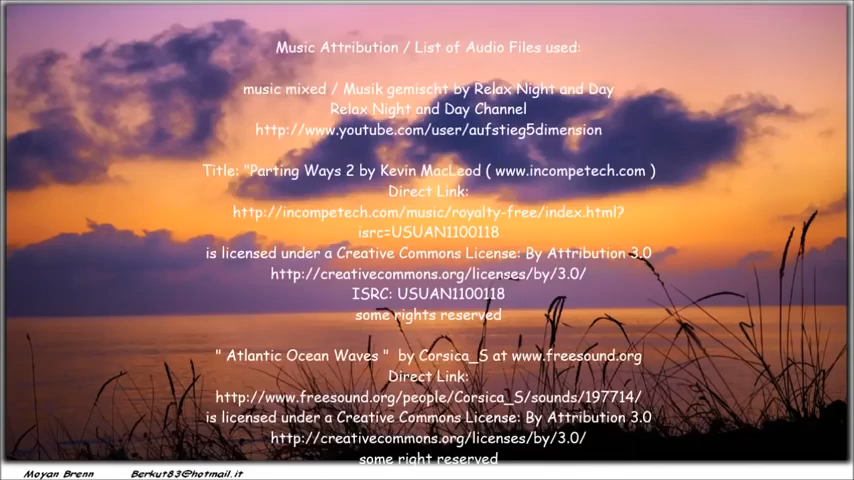 Music Attribution / List of Audio Files used:
music mixed / Musik gemischt by Relax Night and Day
Relax Night and Day Channel
http://www.youtube.com/user/aufstieg5dimension
Title: "Parting Ways 2 by Kevin MacLeod ( www.incompetech.com )
Direct Link:
http://incompetech.com/music/royalty-free/index.html?
isrc=USUAN1100118
is licensed under a Creative Commons License: By Attribution 3.0
http://creativecommons.org/licenses/by/3.0/
ISRC: USUAN1100118
some rights reserved
" Atlantic Ocean Waves "  by Corsica_S at www.freesound.org
Direct Link:
http://www.freesound.org/people/Corsica_S/sounds/197714/
is licensed under a Creative Commons License: By Attribution 3.0
http://creativecommons.org/licenses/by/3.0/
some right reserved
Moyan Brenn Berkut83@hotmail.it